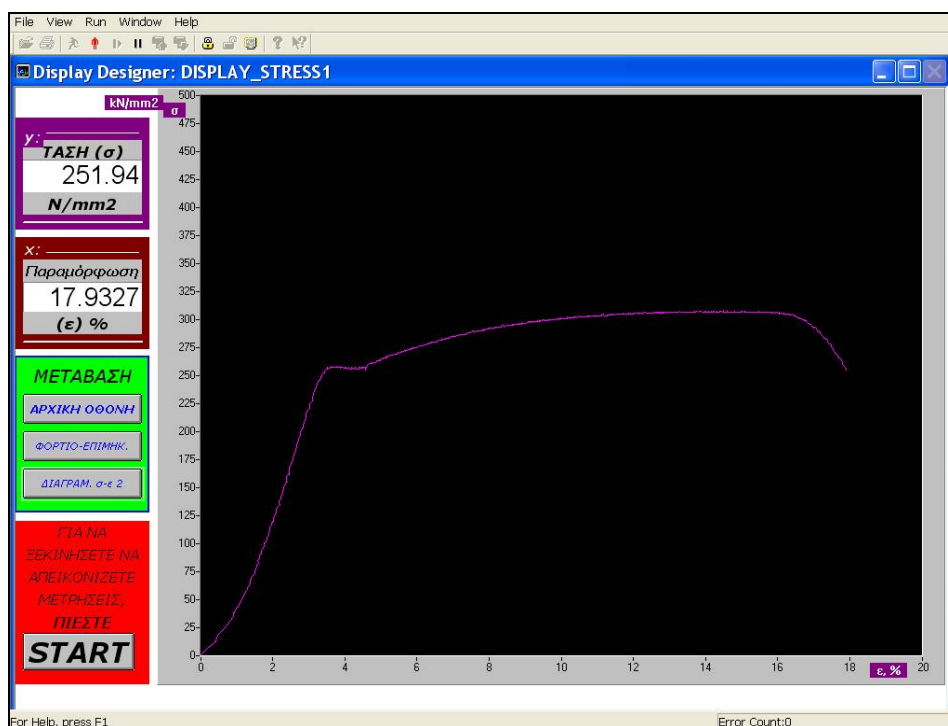 File View Run Window Help
Display Designer: DISPLAY_STRESS1
kN/mm2
σ
y:
ΤΑΣΗ (σ)
251.94
N/mm2
x:
Παραμόρφωση
17.9327
(ε) %
ΜΕΤΑΒΑΣΗ
ΑΡΧΙΚΗ ΟΘΟΝΗ
ΦΟΡΤΙΟ-ΕΠΙΜΗΚ.
ΔΙΑΓΡΑΜ. σ-ε 2
ΓΙΑ ΝΑ
ΞΕΚΙΝΗΣΕΤΕ ΝΑ
ΑΠΕΙΚΟΝΙΖΕΤΕ
ΜΕΤΡΗΣΕΙΣ,
ΠΙΕΣΤΕ
START
500-
475-
450-
425-
400-
375-
350-
325-
300-
275-
250-
225-
200-
175-
150-
125-
100-
75-
50-
25-
0-
0 2 4 6 8 10 12 14 16 18 ε, % 20
For Help, press F1
Error Count:0